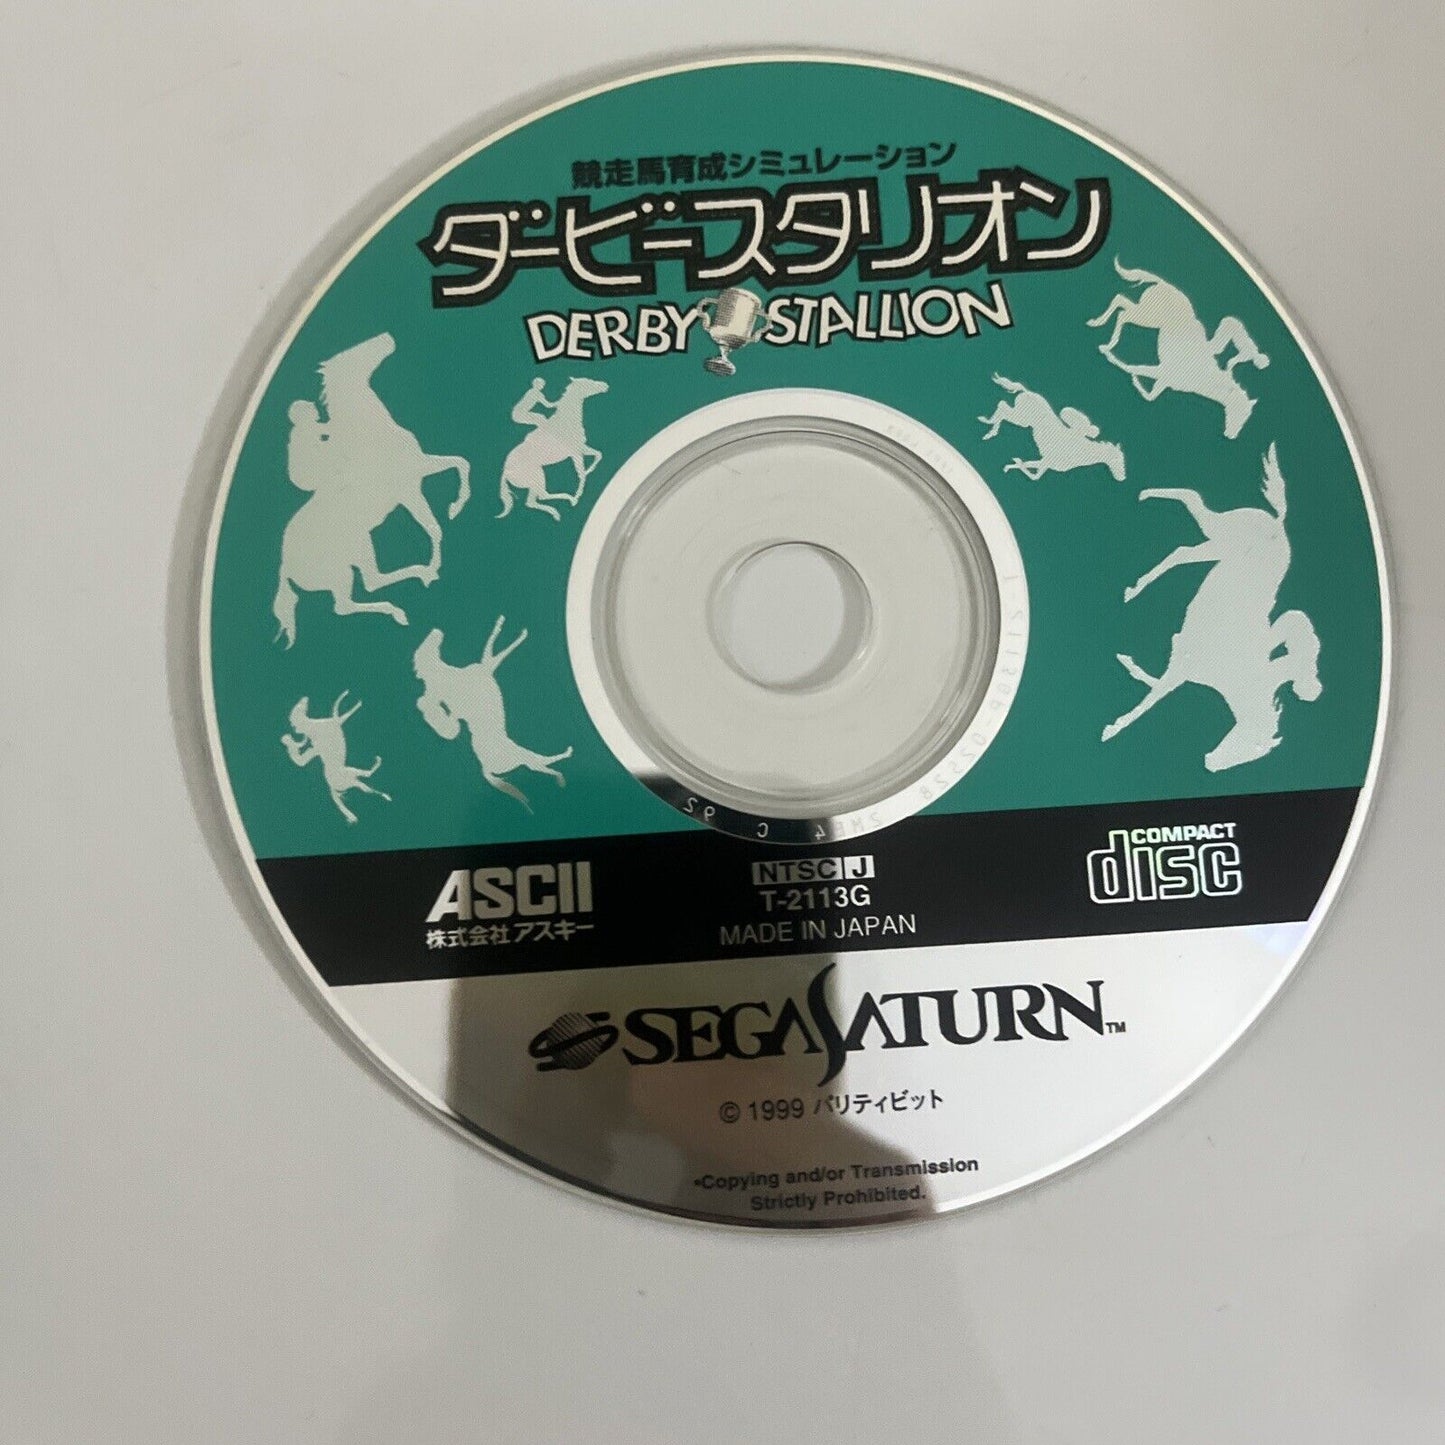 競走馬育成シミュレーション
ダービースタリオン
DERBY STALLION
ASCII
株式会社アスキー
NTSC J
T-2113G
MADE IN JAPAN
COMPACT
disc
SEGA SATURN™
© 1999 パリティビット
•Copying and/or Transmission
Strictly Prohibited.